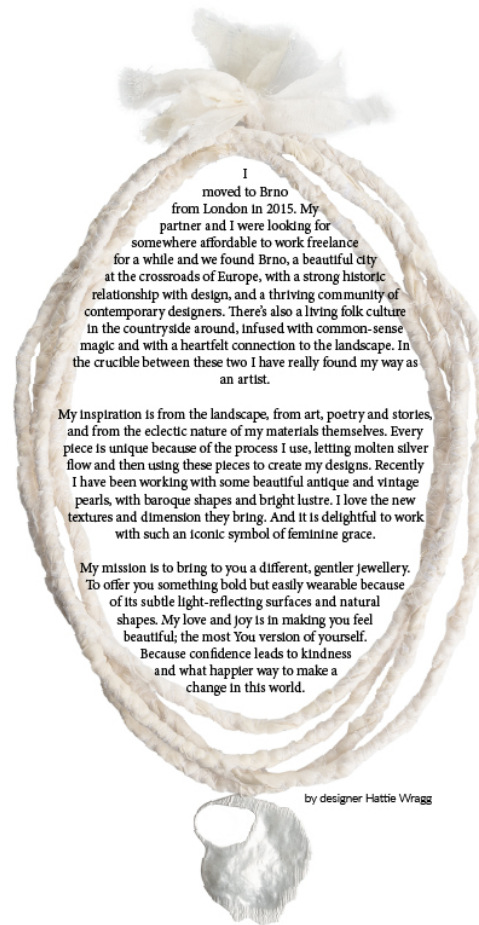 I
moved to Brno
from London in 2015. My
partner and I were looking for
somewhere affordable to work freelance
for a while and we found Brno, a beautiful city
at the crossroads of Europe, with a strong historic
relationship with design, and a thriving community of
contemporary designers. There's also a living folk culture
in the countryside around, infused with common-sense
magic and with a heartfelt connection to the landscape. In
the crucible between these two I have really found my way as
an artist.
My inspiration is from the landscape, from art, poetry and stories,
and from the eclectic nature of my materials themselves. Every
piece is unique because of the process I use, letting molten silver
flow and then using these pieces to create my designs. Recently
I have been working with some beautiful antique and vintage
pearls, with baroque shapes and bright lustre. I love the new
textures and dimension they bring. And it is delightful to work
with such an iconic symbol of feminine grace.
My mission is to bring to you a different, gentler jewellery.
To offer you something bold but easily wearable because
of its subtle light-reflecting surfaces and natural
shapes. My love and joy is in making you feel
beautiful; the most You version of yourself.
Because confidence leads to kindness
and what happier way to make a
change in this world.
by designer Hattie Wragg